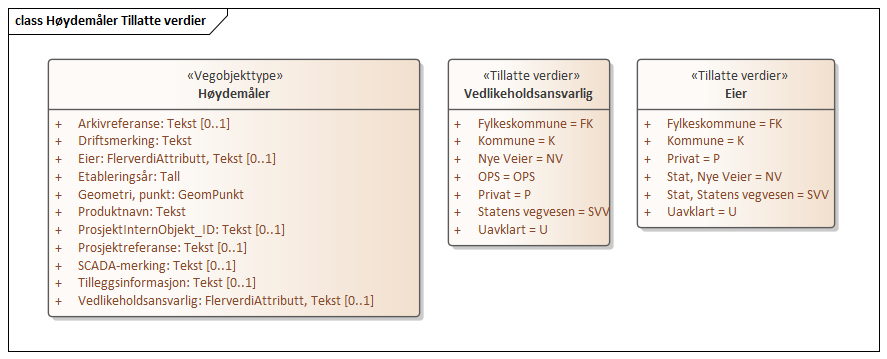 class Høydemåler Tillatte verdier
«Vegobjekttype»
Høydemåler
+ Arkivreferanse: Tekst [0..1]
+ Driftsmerking: Tekst
+ Eier: FlerverdiAttributt, Tekst [0..1]
+ Etableringsår: Tall
+ Geometri, punkt: GeomPunkt
+ Produktnavn: Tekst
+ ProsjektInternObjekt_ID: Tekst [0..1]
+ Prosjektreferanse: Tekst [0..1]
+ SCADA-merking: Tekst [0..1]
+ Tilleggsinformasjon: Tekst [0..1]
+ Vedlikeholdsansvarlig: FlerverdiAttributt, Tekst [0..1]
«Tillatte verdier»
Vedlikeholdsansvarlig
+ Fylkeskommune = FK
+ Kommune = K
+ Nye Veier = NV
+ OPS = OPS
+ Privat = P
+ Statens vegvesen = SVV
+ Uavklart = U
«Tillatte verdier»
Eier
+ Fylkeskommune = FK
+ Kommune = K
+ Privat = P
+ Stat, Nye Veier = NV
+ Stat, Statens vegvesen = SVV
+ Uavklart = U